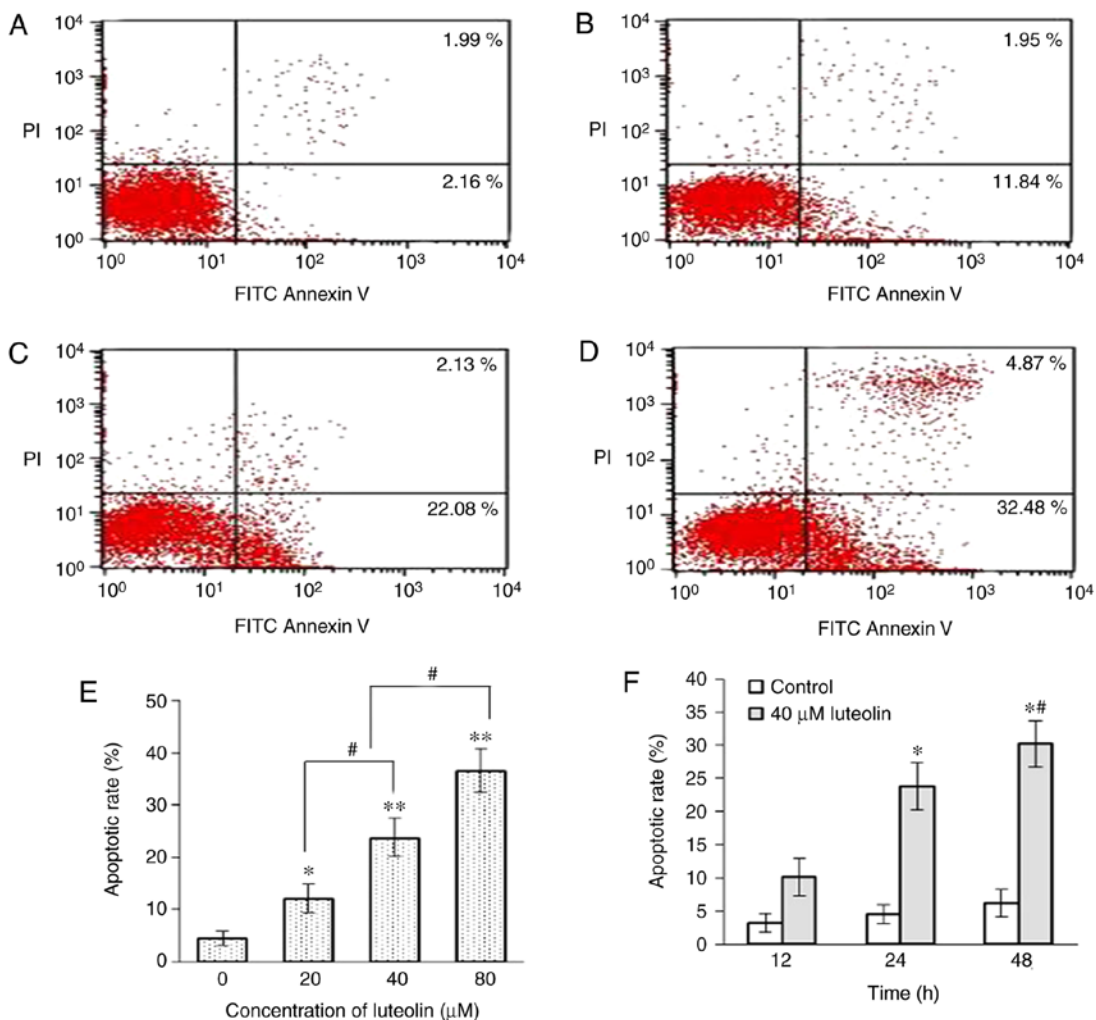 A
10⁴
10³
10²
10¹
10⁰
PI
1.99 %
2.16 %
10⁰ 10¹ 10² 10³ 10⁴
FITC Annexin V
B
10⁴
10³
10²
10¹
10⁰
PI
1.95 %
11.84 %
10⁰ 10¹ 10² 10³ 10⁴
FITC Annexin V
C
10⁴
10³
10²
10¹
10⁰
PI
2.13 %
22.08 %
10⁰ 10¹ 10² 10³ 10⁴
FITC Annexin V
D
10⁴
10³
10²
10¹
10⁰
PI
4.87 %
32.48 %
10⁰ 10¹ 10² 10³ 10⁴
FITC Annexin V
E
Apoptotic rate (%)
50
40
30
20
10
0
#
#
*
**
**
0 20 40 80
Concentration of luteolin (μM)
F
Apoptotic rate (%)
40
35
30
25
20
15
10
5
0
Control
40 μM luteolin
*
*#
12 24 48
Time (h)